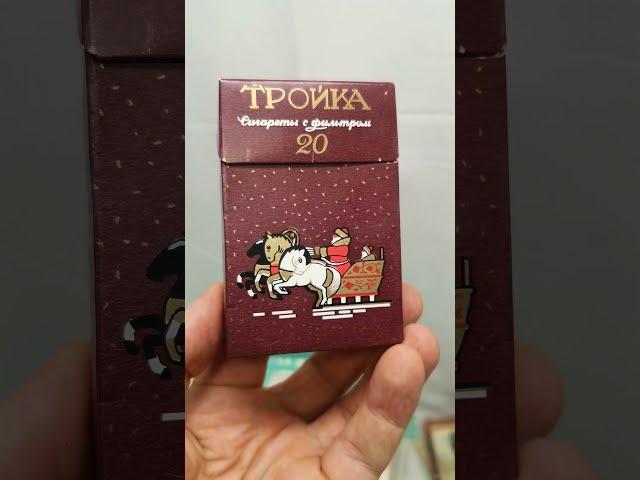 ТРОЙКА
Сигареты с фильтром
20